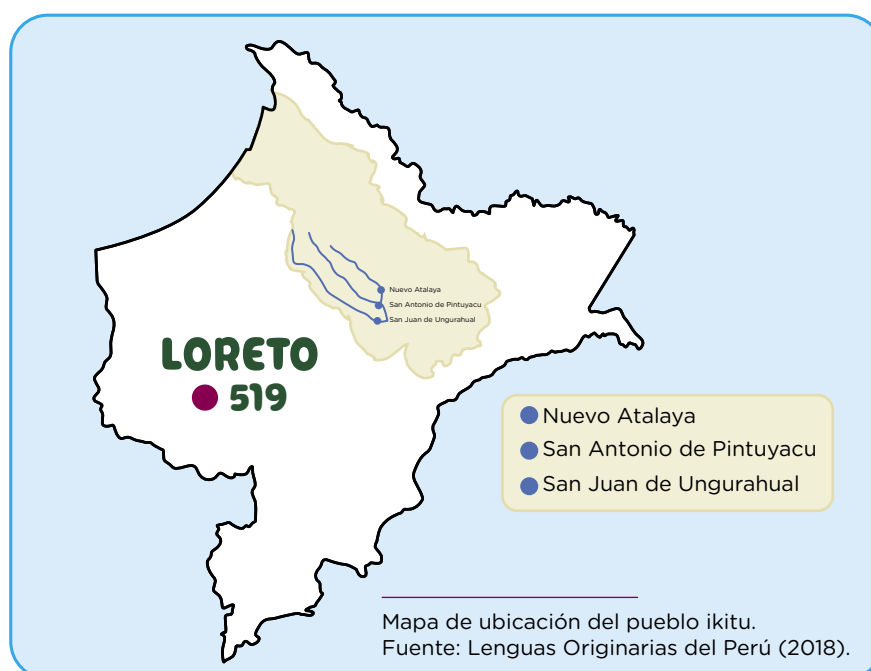 Nuevo Atalaya
San Antonio de Pintuyacu
San Juan de Ungurahual
LORETO
519
Nuevo Atalaya
San Antonio de Pintuyacu
San Juan de Ungurahual
Mapa de ubicación del pueblo ikitu.
Fuente: Lenguas Originarias del Perú (2018).